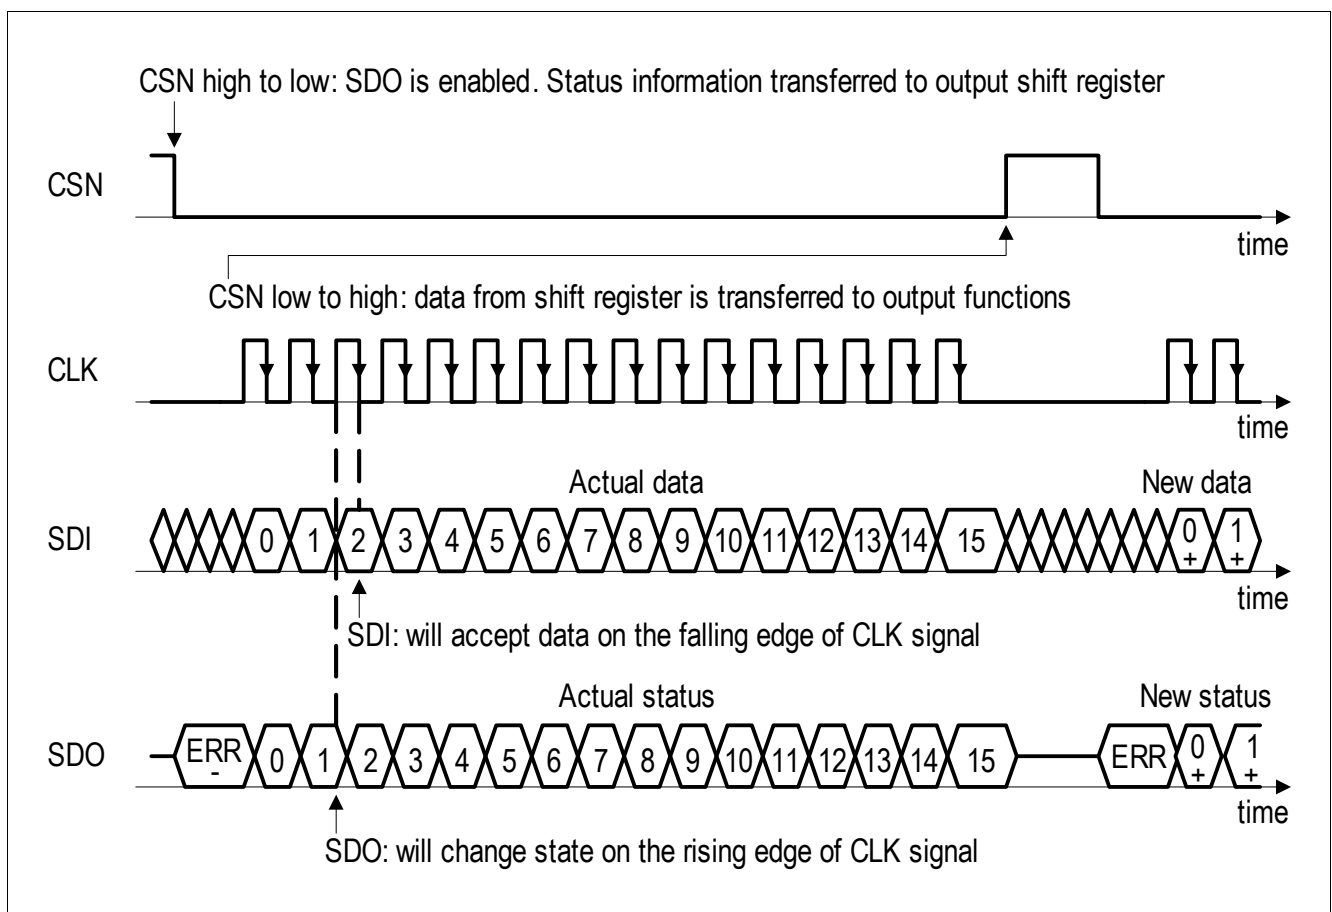 CSN high to low: SDO is enabled. Status information transferred to output shift register
CSN
time
CSN low to high: data from shift register is transferred to output functions
CLK
time
Actual data
New data
SDI
0 1 2 3 4 5 6 7 8 9 10 11 12 13 14 15 0 1
+ +
time
SDI: will accept data on the falling edge of CLK signal
Actual status
New status
SDO
ERR 0 1 2 3 4 5 6 7 8 9 10 11 12 13 14 15 ERR 0 1
- + +
time
SDO: will change state on the rising edge of CLK signal